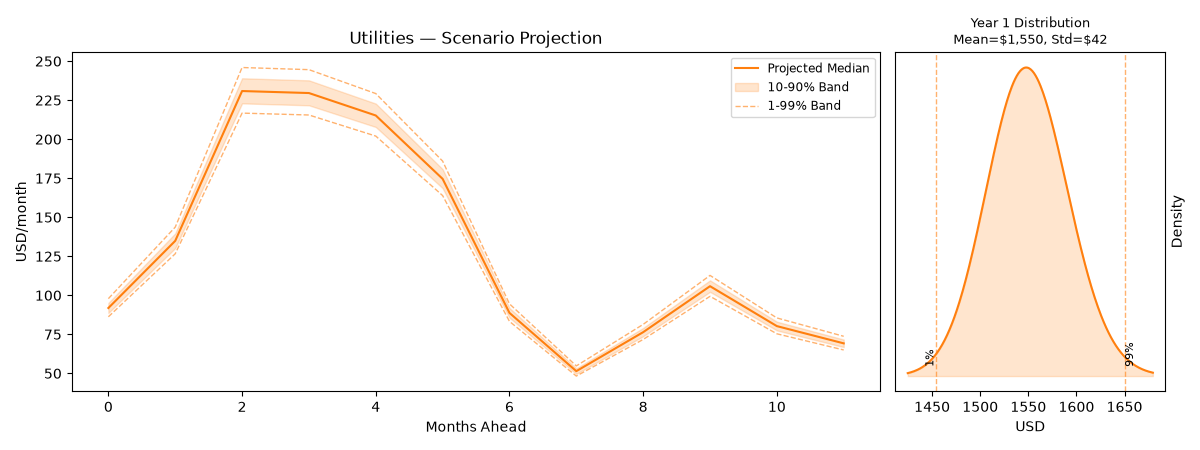 Utilities — Scenario Projection
USD/month
250
225
200
175
150
125
100
75
50
0
2
4
6
8
10
Months Ahead
Projected Median
10-90% Band
1-99% Band
Year 1 Distribution
Mean=$1,550, Std=$42
1%
99%
1450
1500
1550
1600
1650
USD
Density